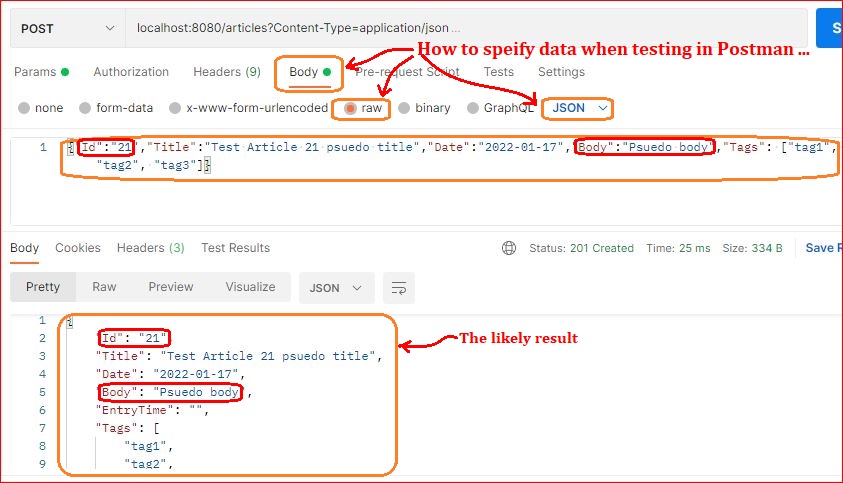 POST localhost:8080/articles?Content-Type=application/json ... S
How to speify data when testing in Postman ...
Params Authorization Headers (9) Body Pre-request Script Tests Settings
none form-data x-www-form-urlencoded raw binary GraphQL JSON
1 { Id":"21","Title":"Test Article 21 psuedo title","Date":"2022-01-17", Body":"Psuedo body","Tags": ["tag1",
"tag2", "tag3"]}
Body Cookies Headers (3) Test Results Status: 201 Created Time: 25 ms Size: 334 B Save R
Pretty Raw Preview Visualize JSON
1 {
2 Id": "21"
The likely result
3 "Title": "Test Article 21 psuedo title",
4 "Date": "2022-01-17",
5 Body": "Psuedo body ,
6 "EntryTime": "",
7 "Tags": [
8 "tag1",
9 "tag2",